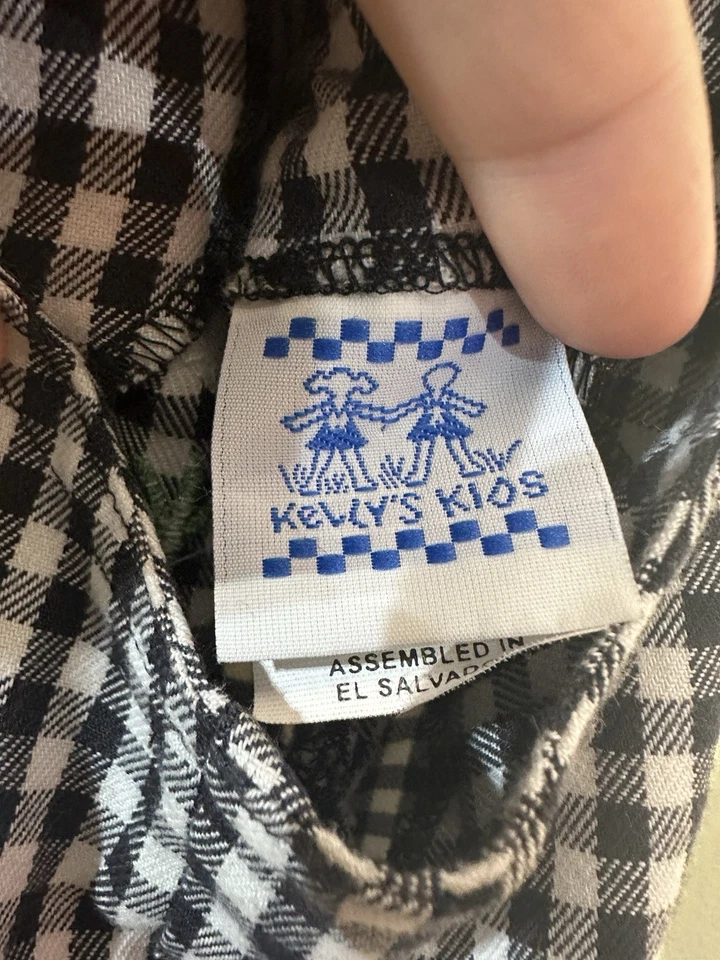 KELLY'S KIDS
ASSEMBLED IN
EL SALVADO